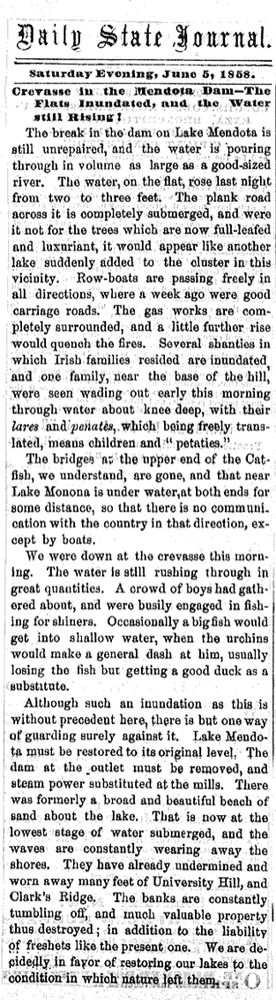 Daily State Journal.
Saturday Evening, June 5, 1858.
Crevasse in the Mendota Dam—The
Flats Inundated, and the Water
still Rising!
The break in the dam on Lake Mendota is
still unrepaired, and the water is pouring
through in volume as large as a good-sized
river. The water, on the flat, rose last night
from two to three feet. The plank road
across it is completely submerged, and were
it not for the trees which are now full-leafed
and luxuriant, it would appear like another
lake suddenly added to the cluster in this
vicinity. Row-boats are passing freely in
all directions, where a week ago were good
carriage roads. The gas works are com-
pletely surrounded, and a little further rise
would quench the fires. Several shanties in
which Irish families resided are inundated,
and one family, near the base of the hill,
were seen wading out early this morning
through water about knee deep, with their
lares and penates, which being freely trans-
lated, means children and "petaties."
The bridges at the upper end of the Cat-
fish, we understand, are gone, and that near
Lake Monona is under water, at both ends for
some distance, so that there is no communi-
cation with the country in that direction, ex-
cept by boats.
We were down at the crevasse this morn-
ing. The water is still rushing through in
great quantities. A crowd of boys had gath-
ered about, and were busily engaged in fish-
ing for shiners. Occasionally a big fish would
get into shallow water, when the urchins
would make a general dash at him, usually
losing the fish but getting a good duck as a
substitute.
Although such an inundation as this is
without precedent here, there is but one way
of guarding surely against it. Lake Mendo-
ta must be restored to its original level. The
dam at the outlet must be removed, and
steam power substituted at the mills. There
was formerly a broad and beautiful beach of
sand about the lake. That is now at the
lowest stage of water submerged, and the
waves are constantly wearing away the
shores. They have already undermined and
worn away many feet of University Hill, and
Clark's Ridge. The banks are constantly
tumbling off, and much valuable property
thus destroyed; in addition to the liability
of freshets like the present one. We are de-
cidedly in favor of restoring our lakes to the
condition in which nature left them.